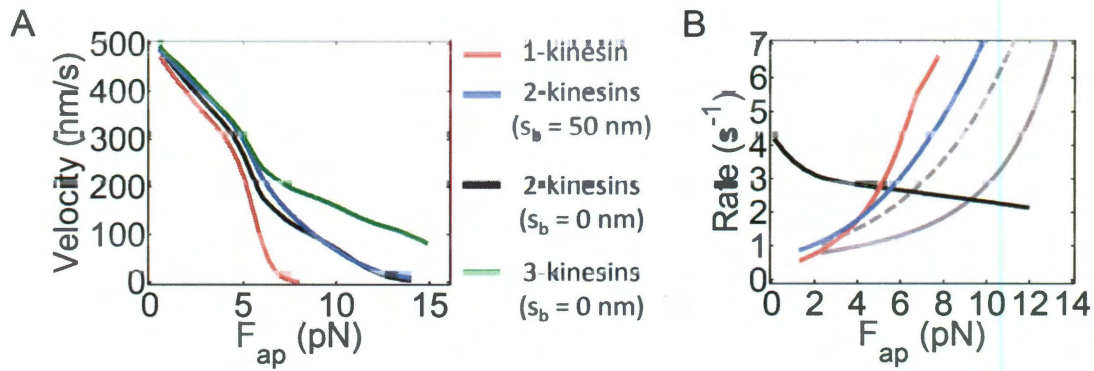 A
Velocity (nm/s)
500
400
300
200
100
0
0 5 10 15
F_ap (pN)
1-kinesin
2-kinesins
(s_b = 50 nm)
2-kinesins
(s_b = 0 nm)
3-kinesins
(s_b = 0 nm)
B
Rate (s⁻¹)
7
6
5
4
3
2
1
0
0 2 4 6 8 10 12 14
F_ap (pN)